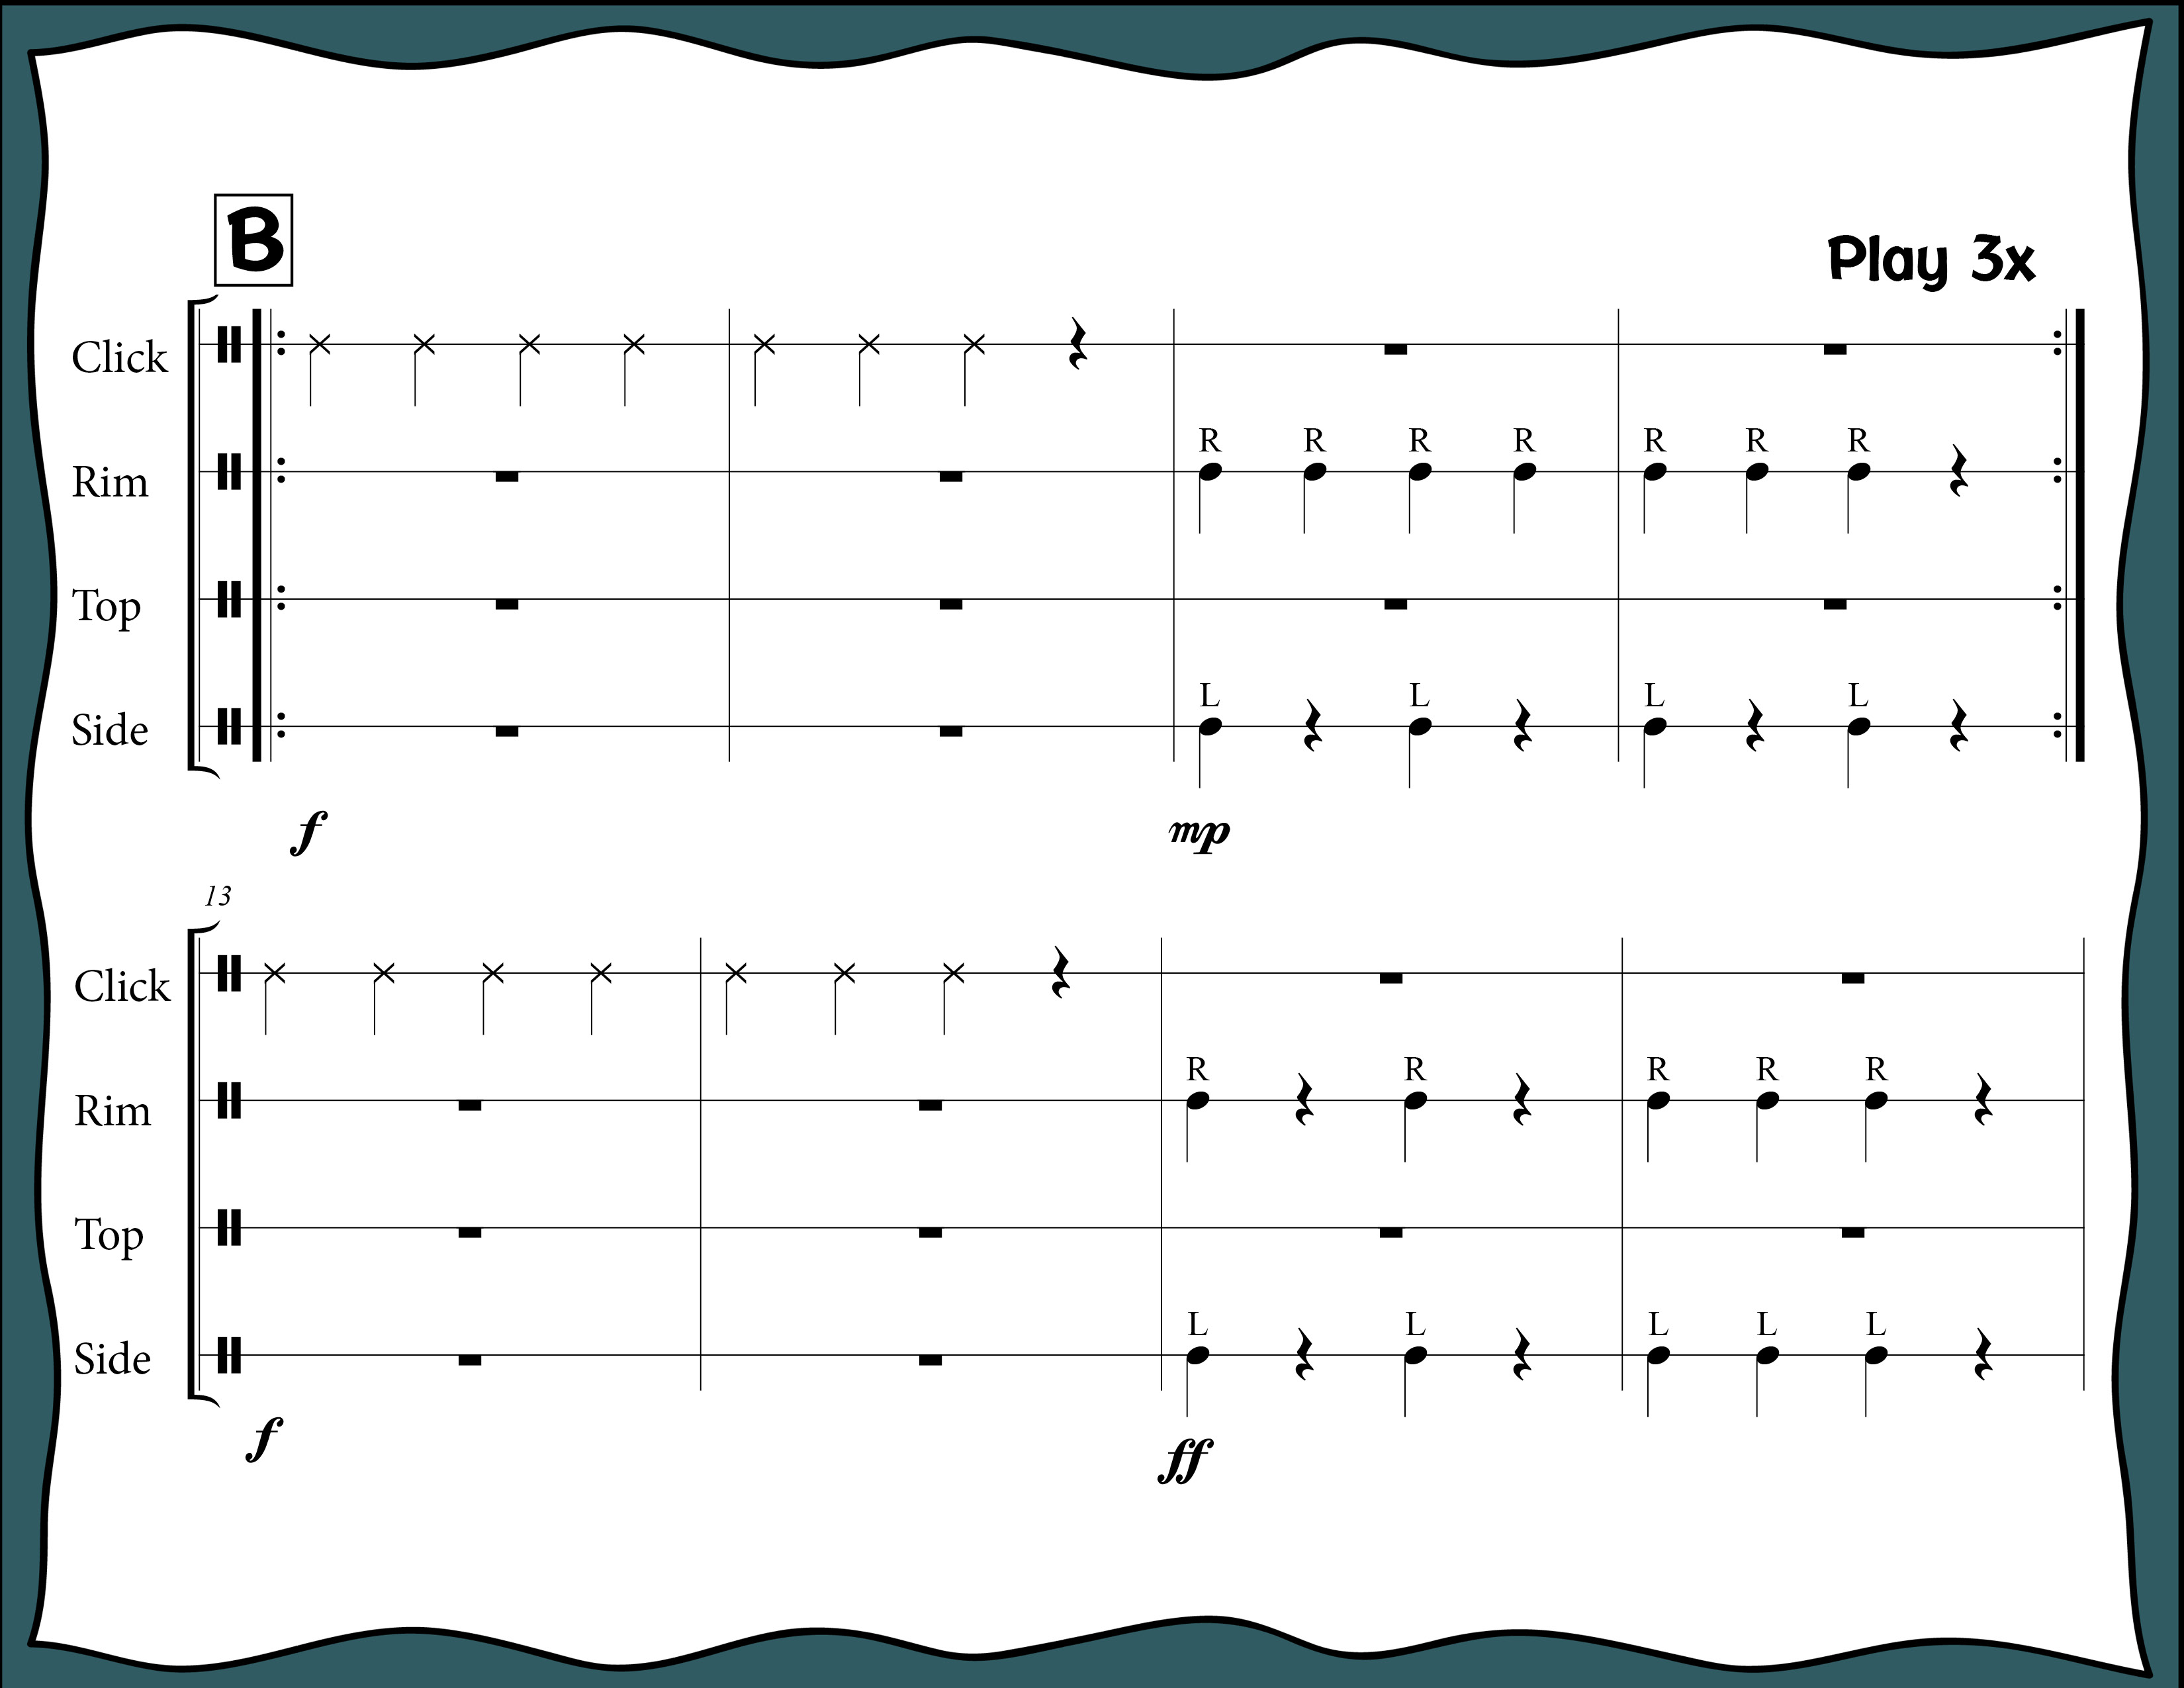 B
Play 3x
Click
R R R R R R R
Rim
Top
L L L L
Side
f mp
13
Click
R R R R R
Rim
Top
L L L L L
Side
f ff